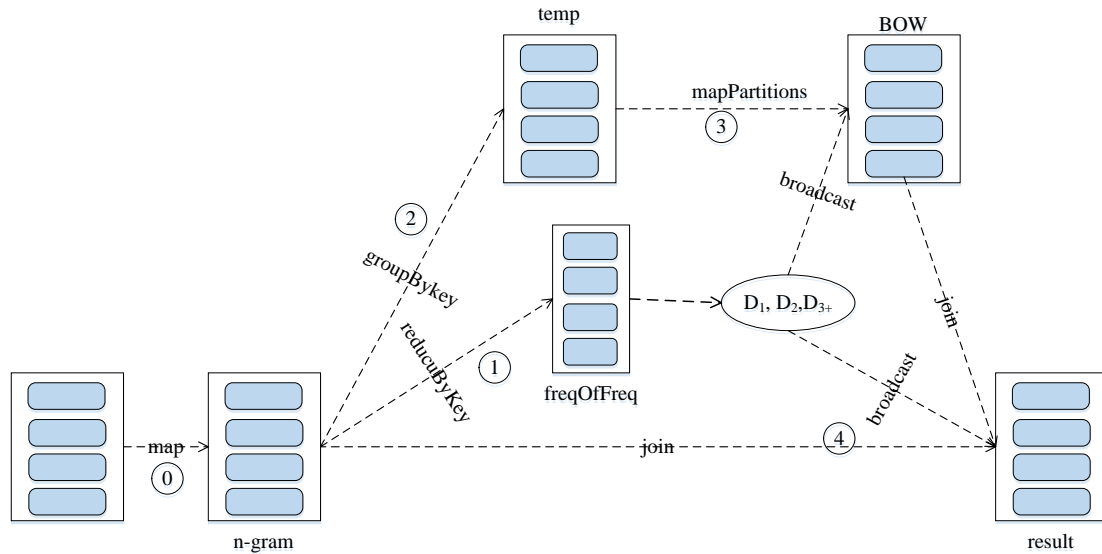 temp
BOW
mapPartitions
3
broadcast
2
groupBykey
D₁, D₂,D₃₊
reducuByKey
1
freqOfFreq
join
broadcast
map
0
join
4
n-gram
result